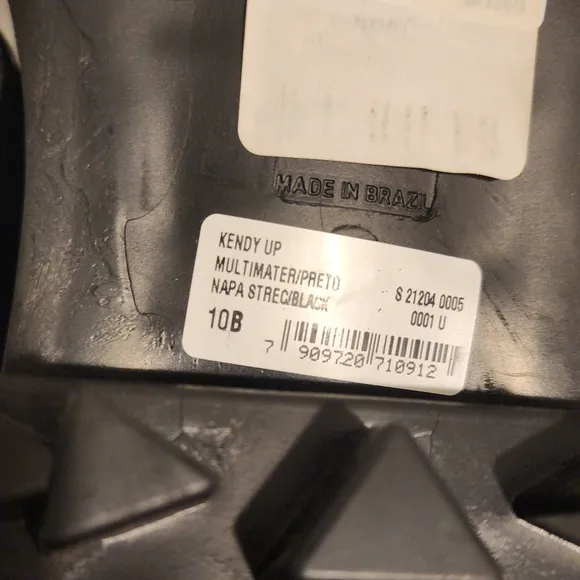 MADE IN BRAZIL
KENDY UP
MULTIMATER/PRETO
NAPA STREC/BLACK
S 21204 0005
0001 U
10B
7 909720 710912